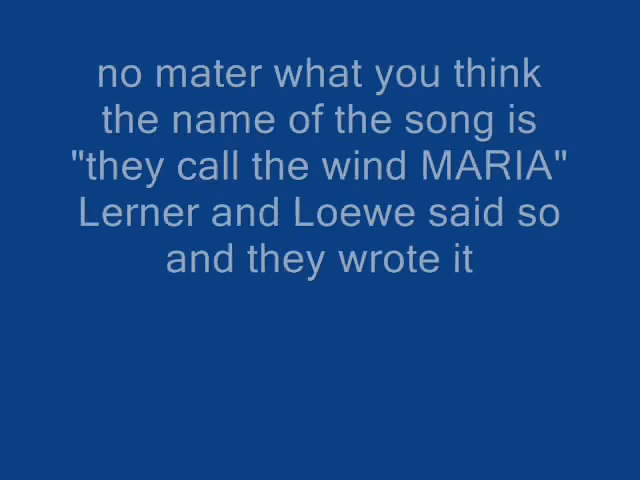 no mater what you think
the name of the song is
"they call the wind MARIA"
Lerner and Loewe said so
and they wrote it